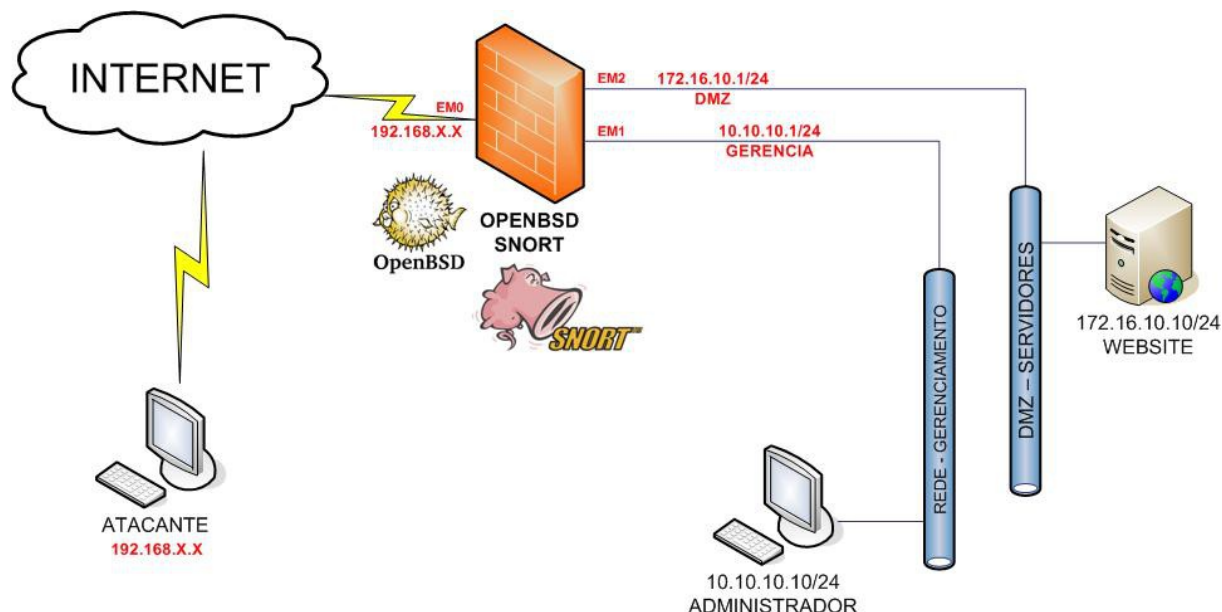 INTERNET
EM0
192.168.X.X
EM2
172.16.10.1/24
DMZ
EM1
10.10.10.1/24
GERENCIA
OPENBSD
SNORT
OpenBSD
SNORT
ATACANTE
192.168.X.X
REDE - GERENCIAMENTO
DMZ – SERVIDORES
172.16.10.10/24
WEBSITE
10.10.10.10/24
ADMINISTRADOR